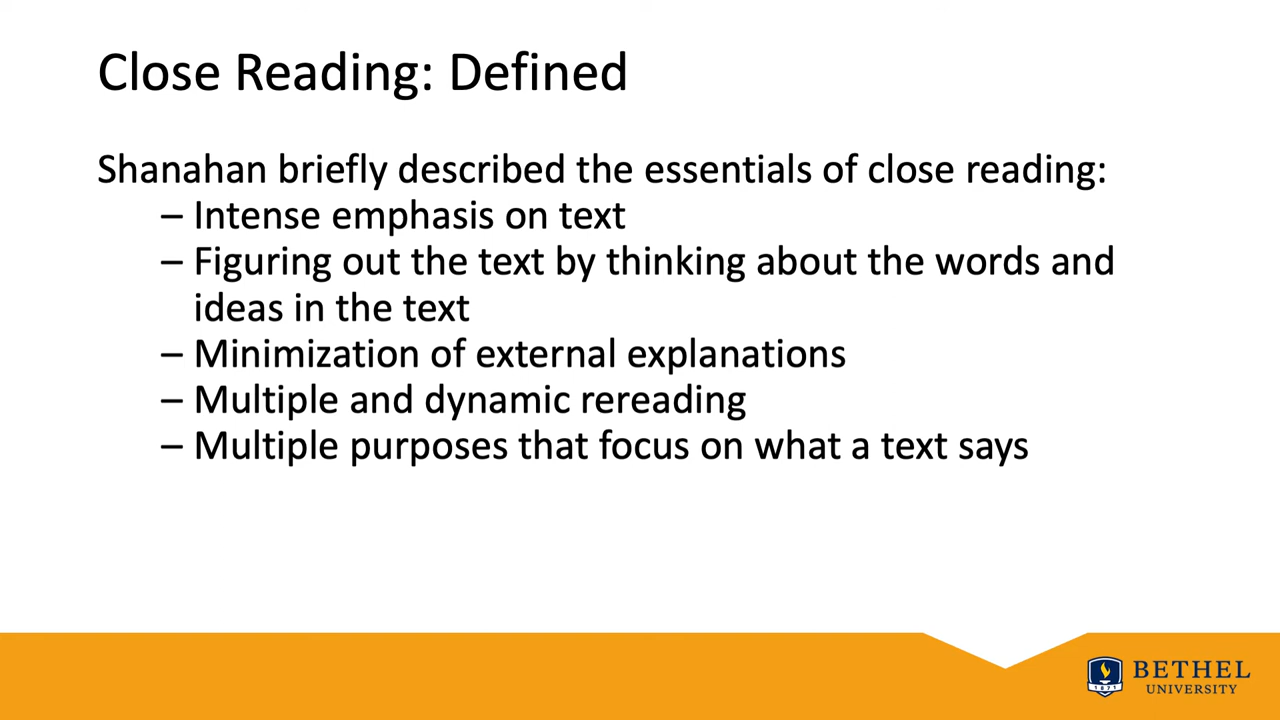 Close Reading: Defined
Shanahan briefly described the essentials of close reading:
– Intense emphasis on text
– Figuring out the text by thinking about the words and
ideas in the text
– Minimization of external explanations
– Multiple and dynamic rereading
– Multiple purposes that focus on what a text says
BETHEL
UNIVERSITY
1871